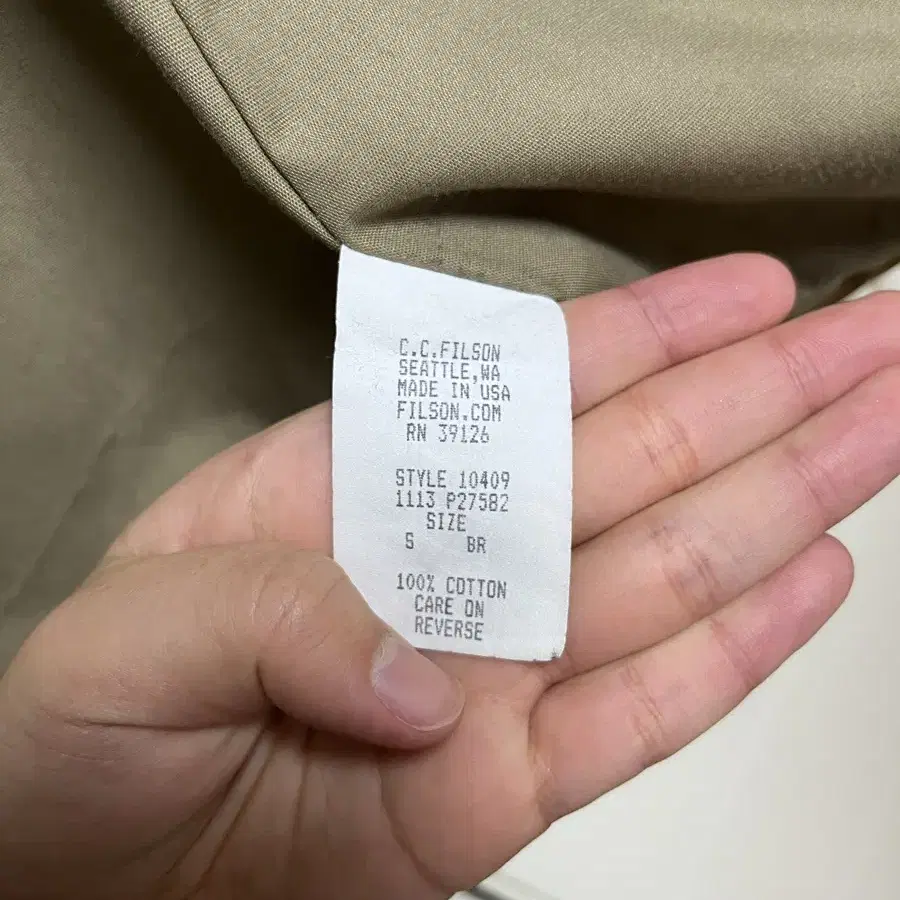 C.C.FILSON
SEATTLE,WA
MADE IN USA
FILSON.COM
RN 39126
STYLE 10409
1113 P27582
SIZE
S BR
100% COTTON
CARE ON
REVERSE